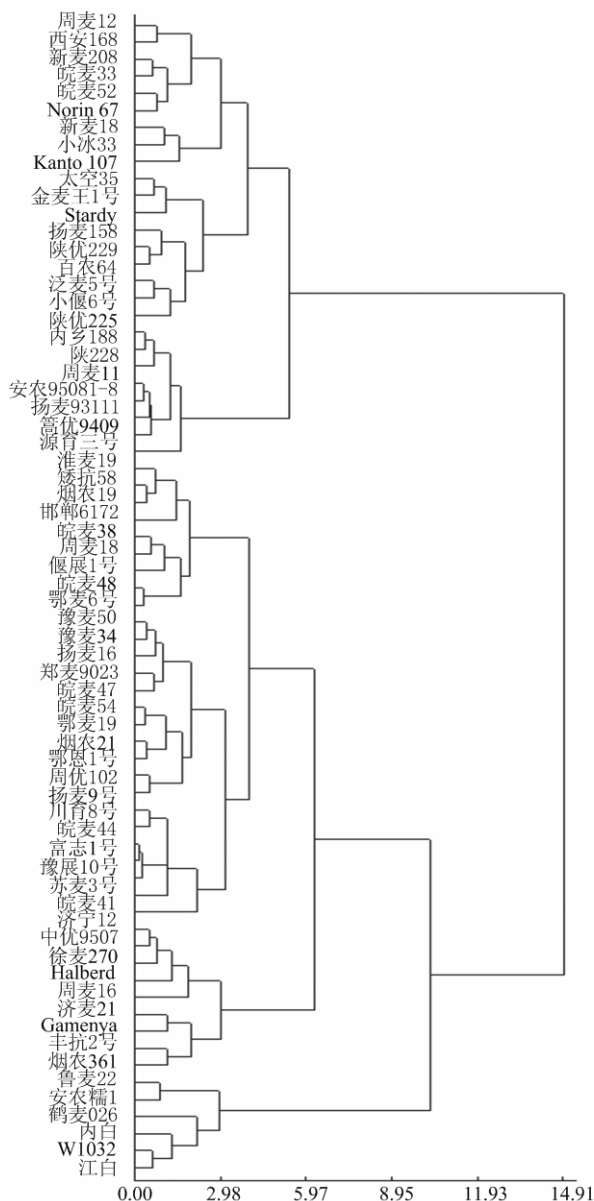 周麦12
西安168
新麦208
皖麦33
皖麦52
Norin 67
新麦18
小冰33
Kanto 107
太空35
金麦王1号
Stardy
扬麦158
陕优229
百农64
泛麦5号
小偃6号
陕优225
内乡188
陕228
周麦11
安农95081-8
扬麦93111
篙优9409
源育三号
淮麦19
矮抗58
烟农19
邯郸6172
皖麦38
周麦18
偃展1号
皖麦48
鄂麦6号
豫麦50
豫麦34
扬麦16
郑麦9023
皖麦47
皖麦54
鄂麦19
烟农21
鄂恩1号
周优102
扬麦9号
川育8号
皖麦44
富志1号
豫展10号
苏麦3号
皖麦41
济宁12
中优9507
徐麦270
Halberd
周麦16
济麦21
Gamenya
丰抗2号
烟农361
鲁麦22
安农糯1
鹤麦026
内白
W1032
江白
0.00 2.98 5.97 8.95 11.93 14.91